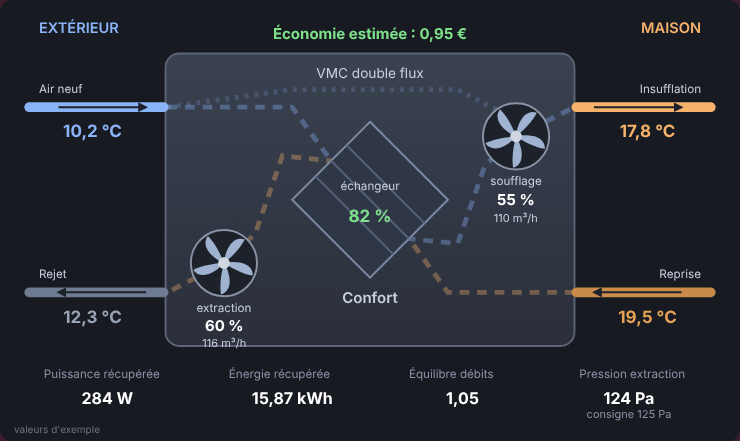 EXTÉRIEUR
Économie estimée : 0,95 €
MAISON
VMC double flux
Air neuf
10,2 °C
Insufflation
17,8 °C
soufflage
55 %
110 m³/h
échangeur
82 %
Rejet
12,3 °C
extraction
60 %
116 m³/h
Confort
Reprise
19,5 °C
Puissance récupérée
284 W
Énergie récupérée
15,87 kWh
Équilibre débits
1,05
Pression extraction
124 Pa
consigne 125 Pa
valeurs d'exemple